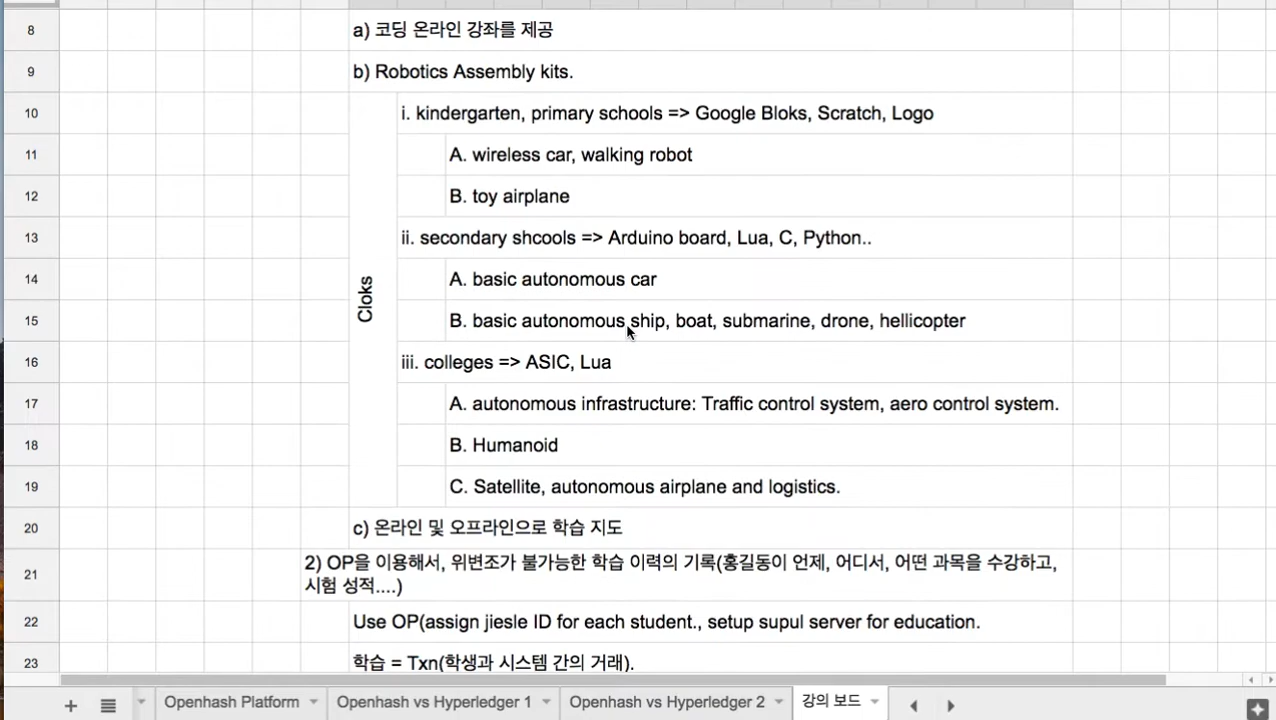 8
a) 코딩 온라인 강좌를 제공
9
b) Robotics Assembly kits.
10
i. kindergarten, primary schools => Google Bloks, Scratch, Logo
11
A. wireless car, walking robot
12
B. toy airplane
13
ii. secondary shcools => Arduino board, Lua, C, Python..
14
A. basic autonomous car
Cloks
15
B. basic autonomous ship, boat, submarine, drone, hellicopter
16
iii. colleges => ASIC, Lua
17
A. autonomous infrastructure: Traffic control system, aero control system.
18
B. Humanoid
19
C. Satellite, autonomous airplane and logistics.
20
c) 온라인 및 오프라인으로 학습 지도
21
2) OP을 이용해서, 위변조가 불가능한 학습 이력의 기록(홍길동이 언제, 어디서, 어떤 과목을 수강하고,
시험 성적....)
22
Use OP(assign jiesle ID for each student., setup supul server for education.
23
학習 = Txn(학생과 시스템 간의 거래).
Openhash Platform
Openhash vs Hyperledger 1
Openhash vs Hyperledger 2
강의 보드